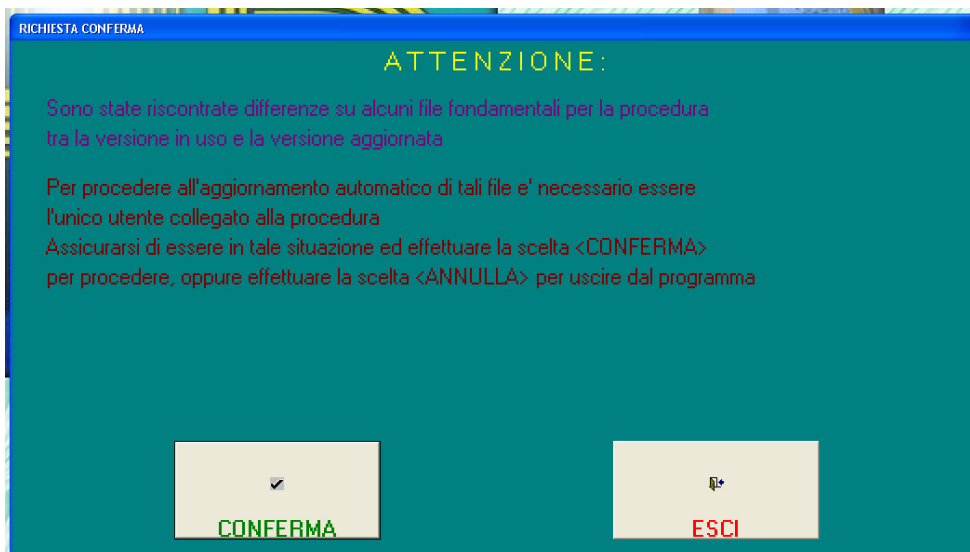 RICHIESTA CONFERMA
ATTENZIONE:
Sono state riscontrate differenze su alcuni file fondamentali per la procedura
tra la versione in uso e la versione aggiornata
Per procedere all'aggiornamento automatico di tali file e' necessario essere
l'unico utente collegato alla procedura
Assicurarsi di essere in tale situazione ed effettuare la scelta <CONFERMA>
per procedere, oppure effettuare la scelta <ANNULLA> per uscire dal programma
CONFERMA
ESCI